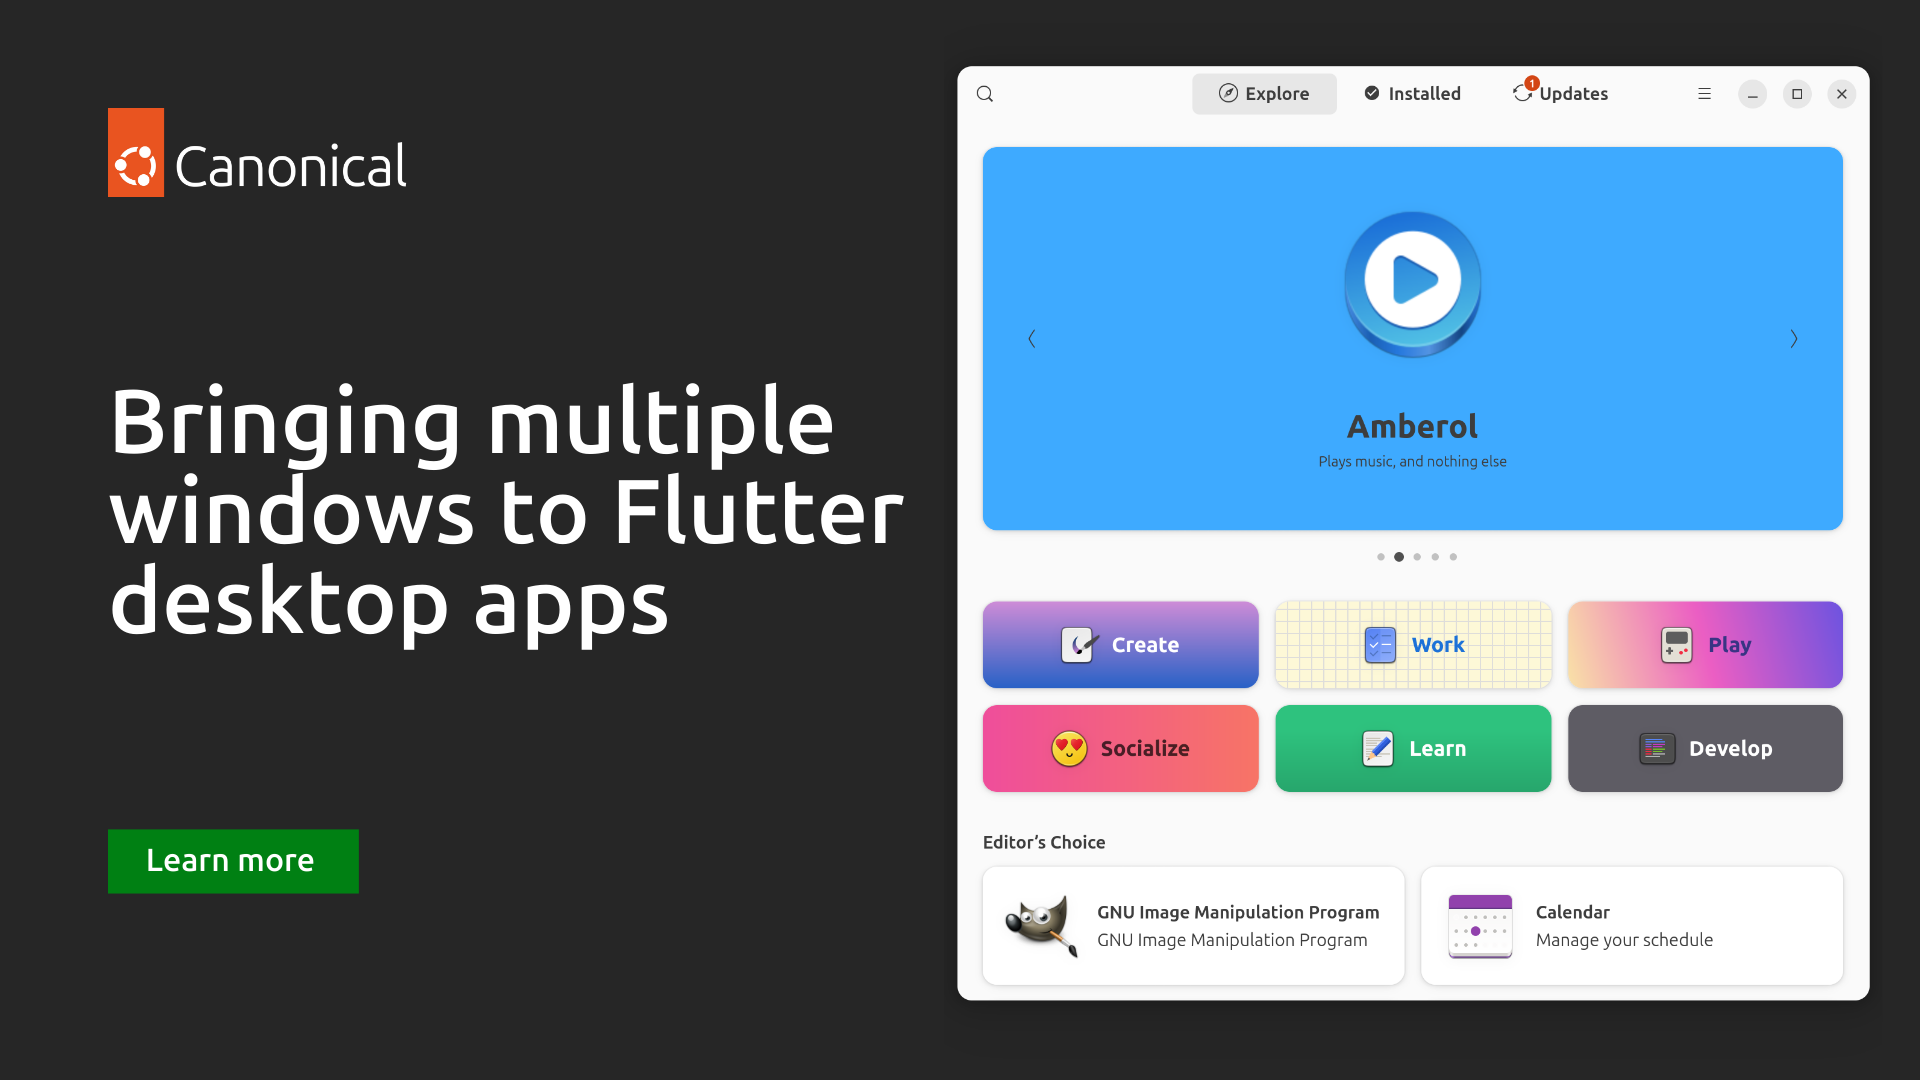 Canonical
Bringing multiple
windows to Flutter
desktop apps
Learn more
Explore
Installed
1
Updates
Amberol
Plays music, and nothing else
Create
Work
Play
Socialize
Learn
Develop
Editor’s Choice
GNU Image Manipulation Program
GNU Image Manipulation Program
Calendar
Manage your schedule